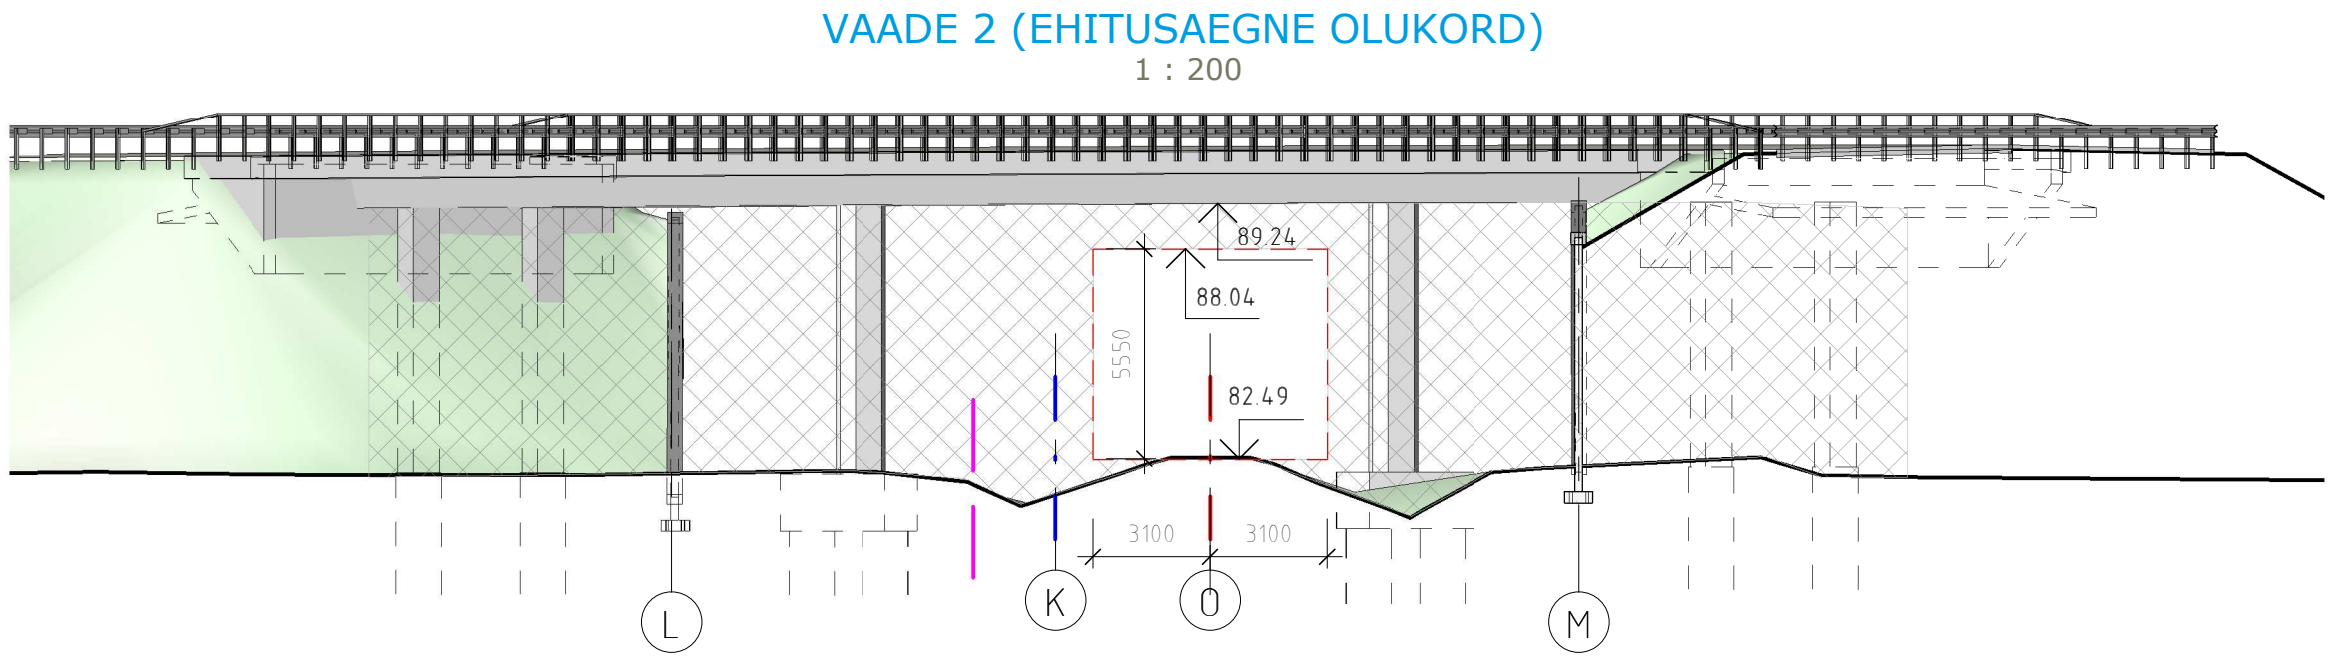 VAADE 2 (EHITUSAEGNE OLUKORD)
1 : 200
89.24
88.04
5550
82.49
3100 3100
L K O M